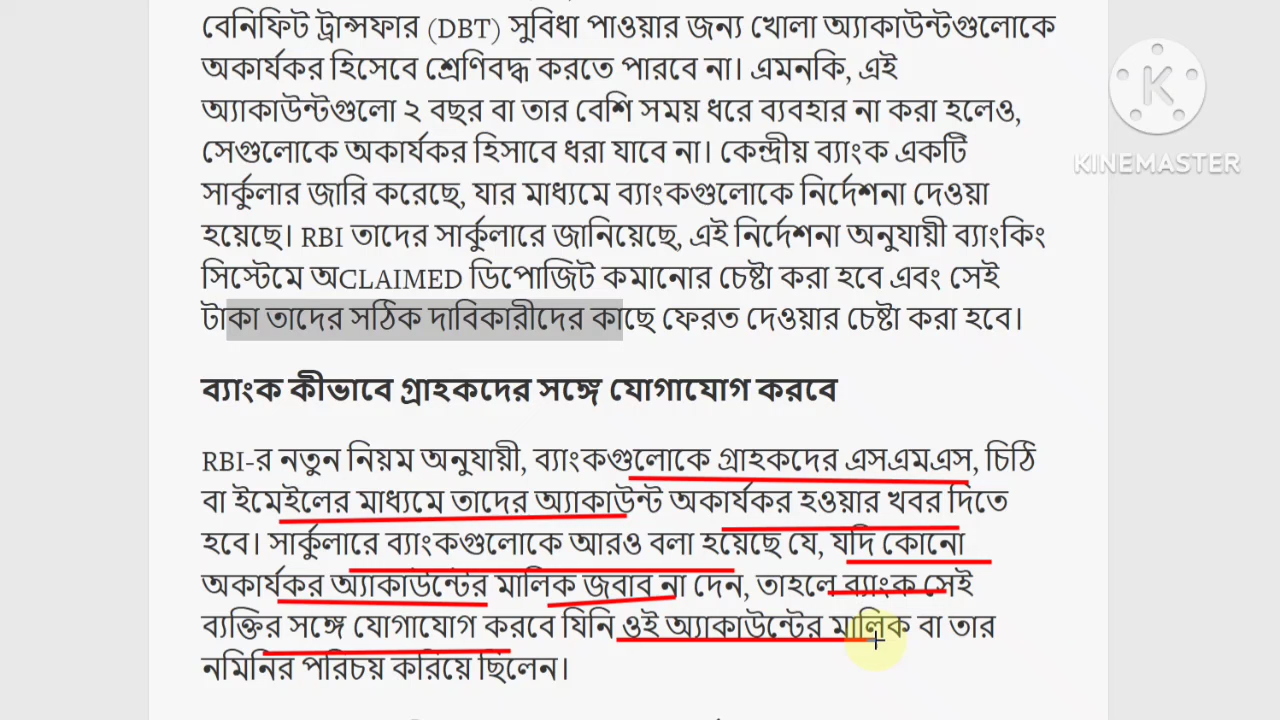 বেনিফিট ট্রান্সফার (DBT) সুবিধা পাওয়ার জন্য খোলা অ্যাকাউন্টগুলোকে
অকার্যকর হিসেবে শ্রেণিবদ্ধ করতে পারবে না। এমনকি, এই
অ্যাকাউন্টগুলো ২ বছর বা তার বেশি সময় ধরে ব্যবহার না করা হলেও,
সেগুলোকে অকার্যকর হিসাবে ধরা যাবে না। কেন্দ্রীয় ব্যাংক একটি
সার্কুলার জারি করেছে, যার মাধ্যমে ব্যাংকগুলোকে নির্দেশনা দেওয়া
হয়েছে। RBI তাদের সার্কুলারে জানিয়েছে, এই নির্দেশনা অনুযায়ী ব্যাংকিং
সিস্টেমে অCLAIMED ডিপোজিট কমানোর চেষ্টা করা হবে এবং সেই
টাকা তাদের সঠিক দাবিকারীদের কাছে ফেরত দেওয়ার চেষ্টা করা হবে।
ব্যাংক কীভাবে গ্রাহকদের সঙ্গে যোগাযোগ করবে
RBI-র নতুন নিয়ম অনুযায়ী, ব্যাংকগুলোকে গ্রাহকদের এসএমএস, চিঠি
বা ইমেইলের মাধ্যমে তাদের অ্যাকাউন্ট অকার্যকর হওয়ার খবর দিতে
হবে। সার্কুলারে ব্যাংকগুলোকে আরও বলা হয়েছে যে, যদি কোনো
অকার্যকর অ্যাকাউন্টের মালিক জবাব না দেন, তাহলে ব্যাংক সেই
ব্যক্তির সঙ্গে যোগাযোগ করবে যিনি ওই অ্যাকাউন্টের মালিক বা তার
নমিনির পরিচয় করিয়ে ছিলেন।
K
KINEMASTER